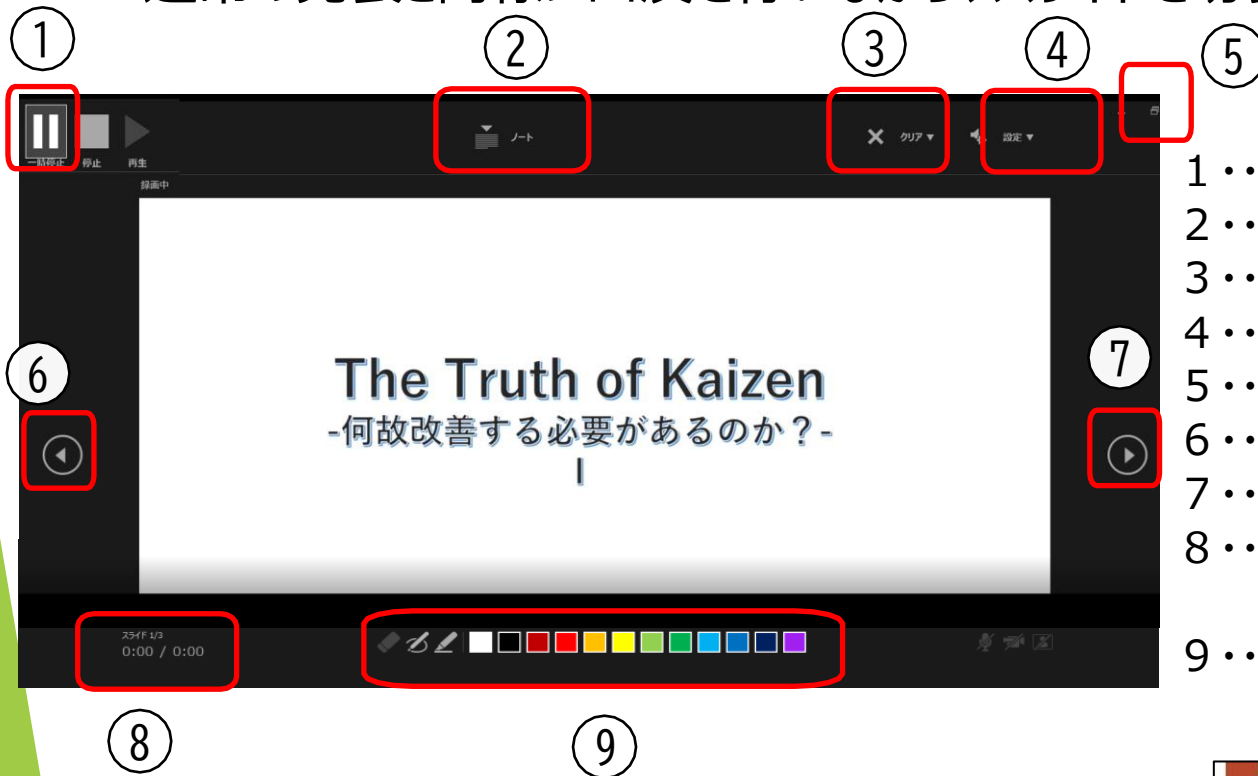 ① ② ③ ④ ⑤
一時停止 停止 再生
ノート
クリア▼
設定▼
録画中
The Truth of Kaizen
-何故改善する必要があるのか？-
⑥
⑦
スライド 1/3
0:00 / 0:00
⑧
⑨
1・・
2・・
3・・
4・・
5・・
6・・
7・・
8・・
9・・